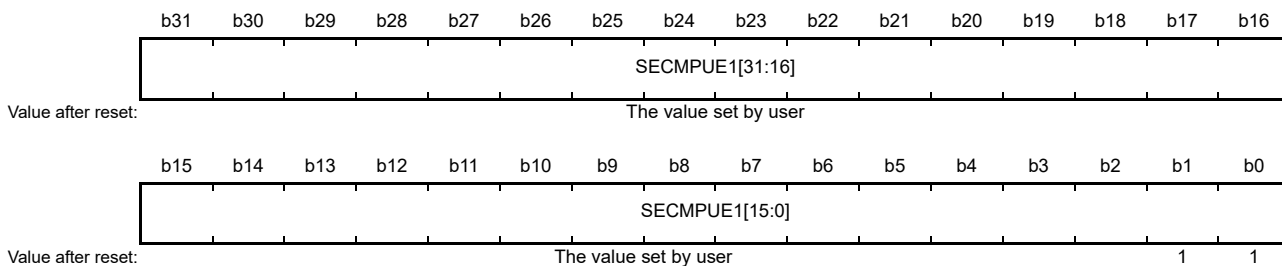 b31 b30 b29 b28 b27 b26 b25 b24 b23 b22 b21 b20 b19 b18 b17 b16
SECMPUE1[31:16]
Value after reset: The value set by user
b15 b14 b13 b12 b11 b10 b9 b8 b7 b6 b5 b4 b3 b2 b1 b0
SECMPUE1[15:0]
Value after reset: The value set by user 1 1